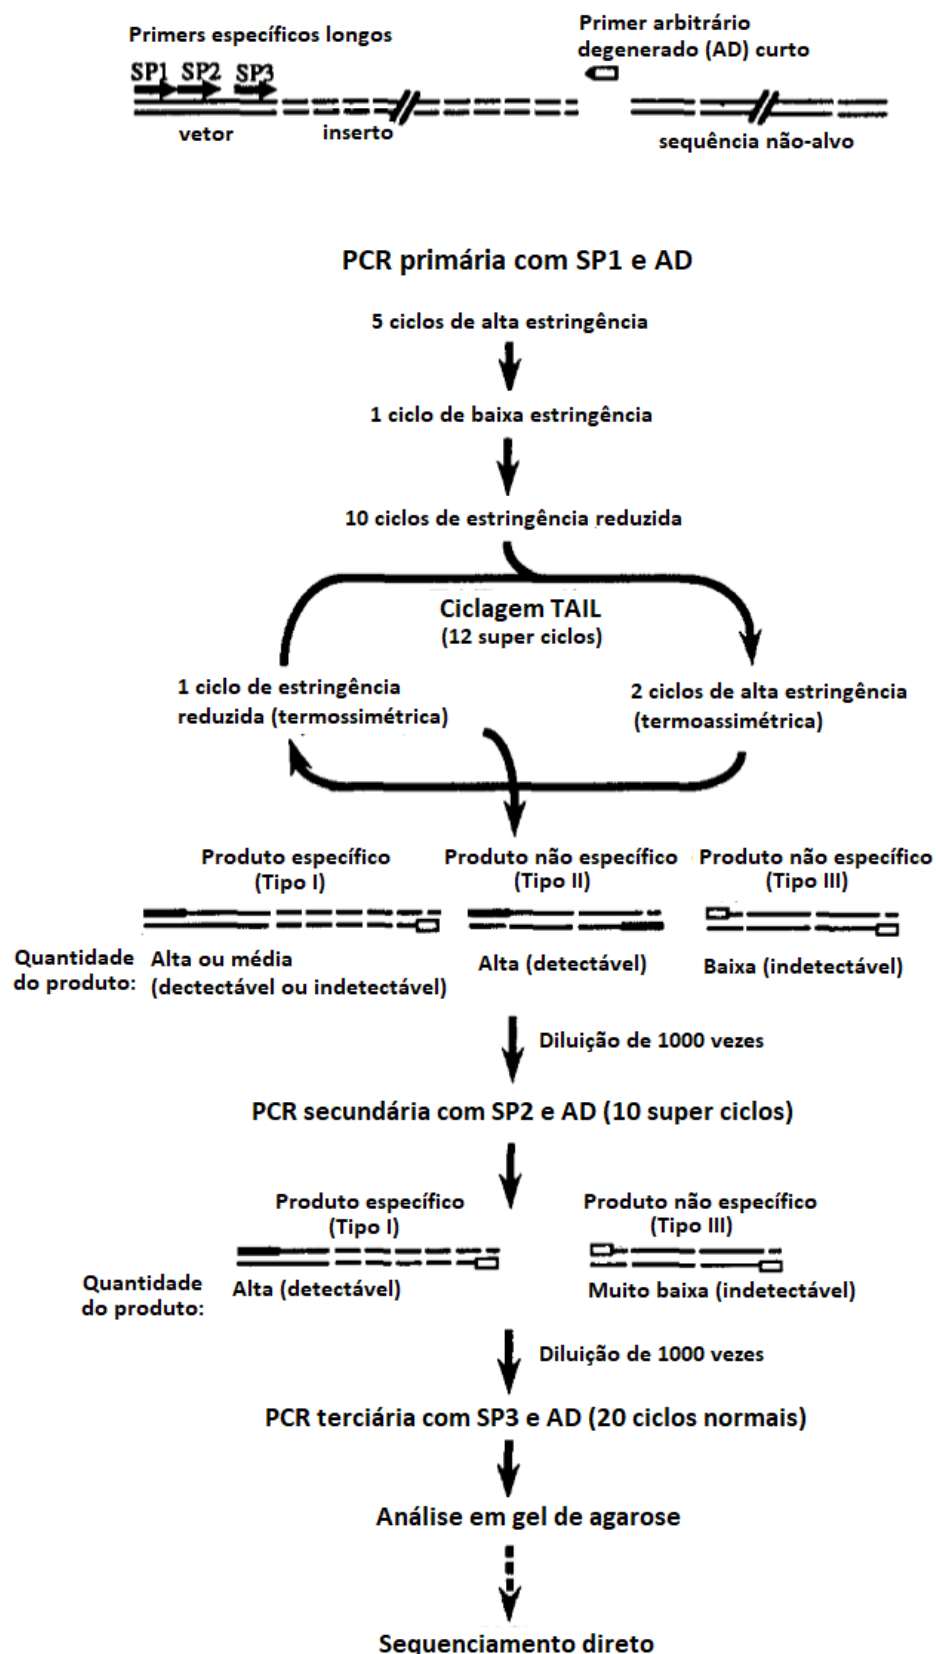 Primers específicos longos
Primer arbitrário
degenerado (AD) curto
SP1 SP2 SP3
vetor
inserto
sequência não-alvo
PCR primária com SP1 e AD
5 ciclos de alta estringência
1 ciclo de baixa estringência
10 ciclos de estringência reduzida
Ciclagem TAIL
(12 super ciclos)
1 ciclo de estringência
reduzida (termossimétrica)
2 ciclos de alta estringência
(termoassimétrica)
Produto específico
(Tipo I)
Produto não específico
(Tipo II)
Produto não específico
(Tipo III)
Quantidade
do produto:
Alta ou média
(dectectável ou indetectável)
Alta (detectável)
Baixa (indetectável)
Diluição de 1000 vezes
PCR secundária com SP2 e AD (10 super ciclos)
Produto específico
(Tipo I)
Produto não específico
(Tipo III)
Quantidade
do produto:
Alta (detectável)
Muito baixa (indetectável)
Diluição de 1000 vezes
PCR terciária com SP3 e AD (20 ciclos normais)
Análise em gel de agarose
Sequenciamento direto